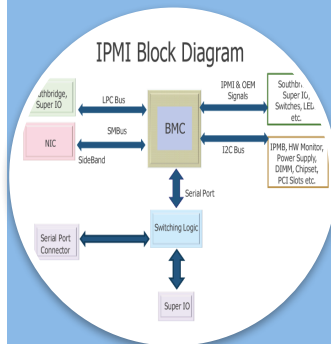 IPMI Block Diagram
LPC Bus
Super IO
IPMI & OEM
Signals
Super IO,
Switches, LED
etc.
BMC
NIC
SMBus
SideBand
I2C Bus
IPMB, HW Monitor,
Power Supply,
DIMM, Chipset,
PCI Slots etc.
Serial Port
Switching Logic
Serial Port
Connector
Super IO